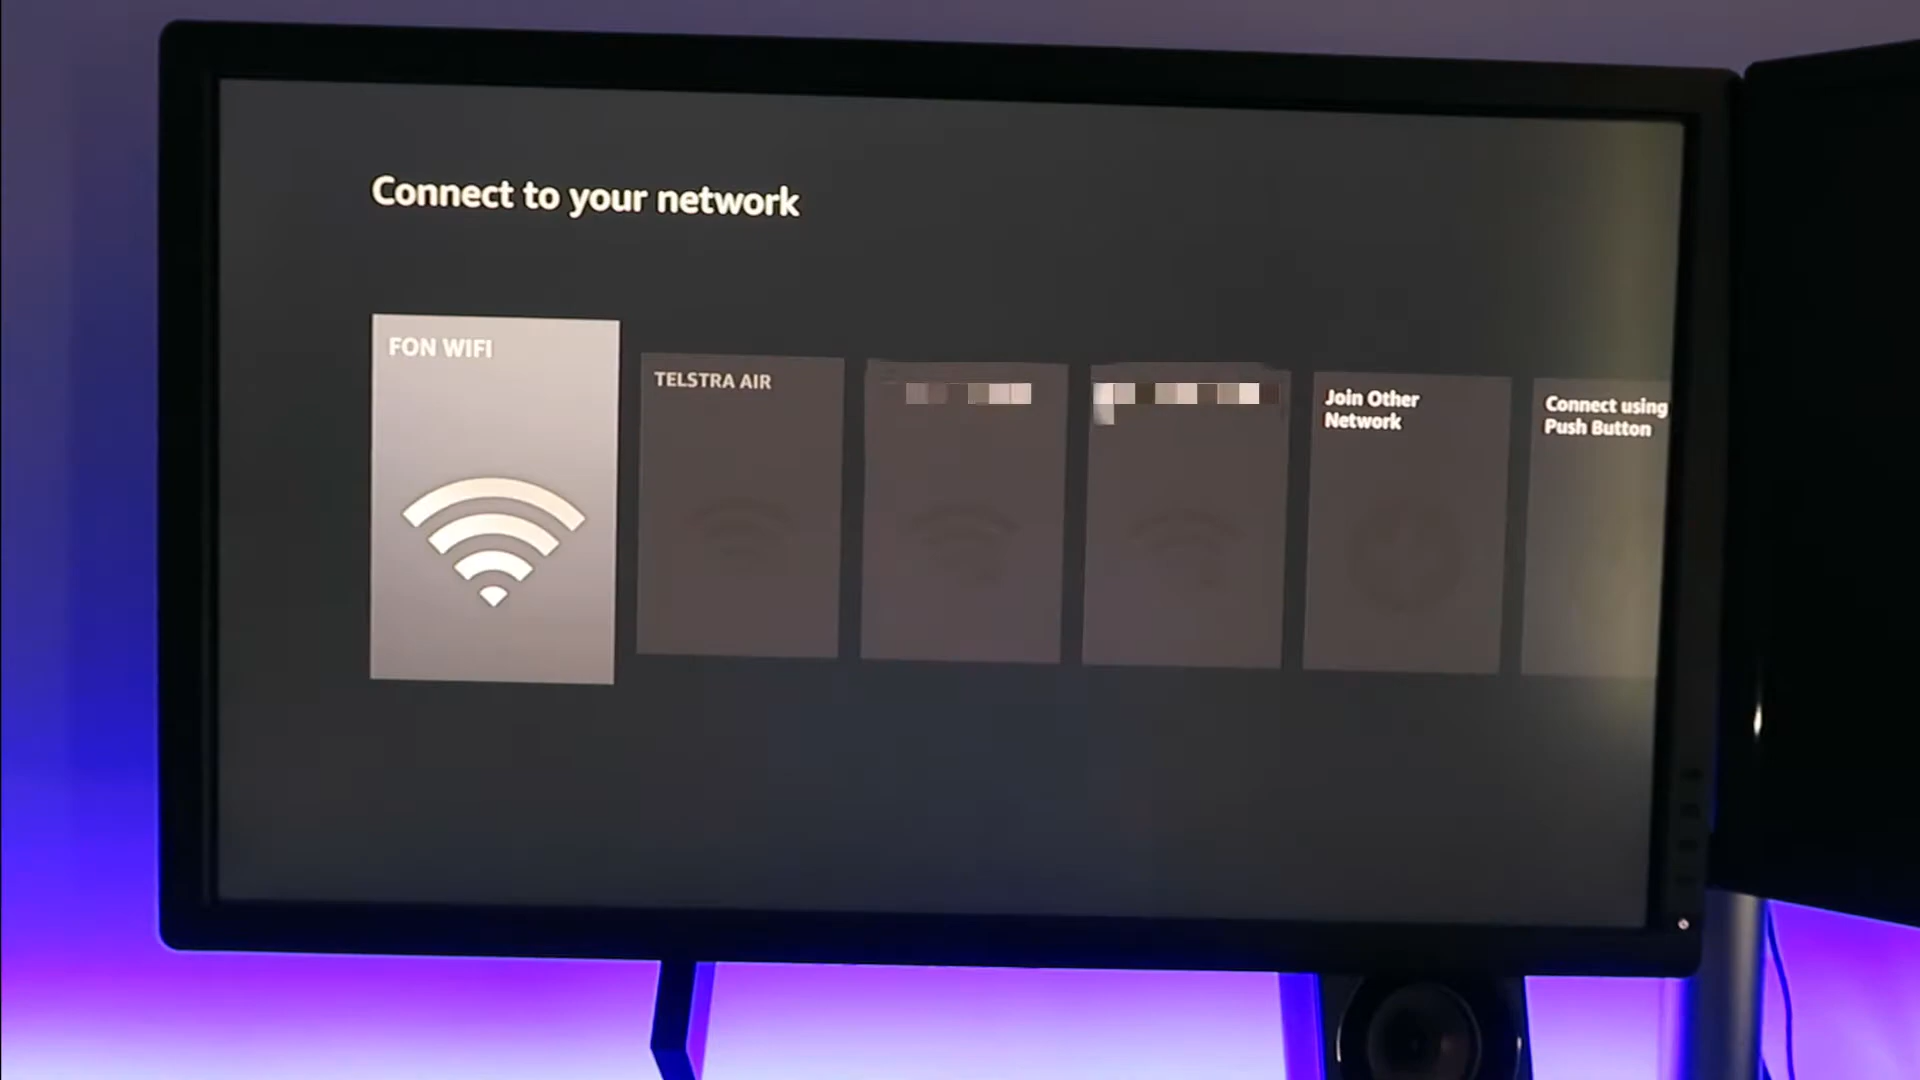 Connect to your network
FON WIFI
TELSTRA AIR
Join Other
Network
Connect using
Push Button